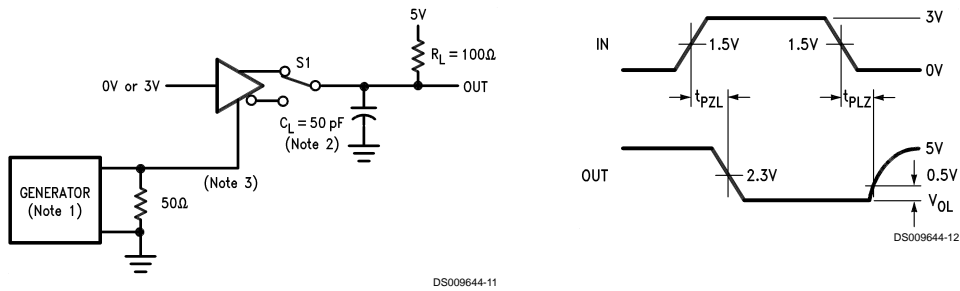 5V
R_L = 100Ω
S1
0V or 3V
OUT
C_L = 50 pF
(Note 2)
(Note 3)
GENERATOR
(Note 1)
50Ω
DS009644-11
IN
3V
1.5V
1.5V
0V
t_PZL
t_PLZ
OUT
5V
2.3V
0.5V
V_OL
DS009644-12